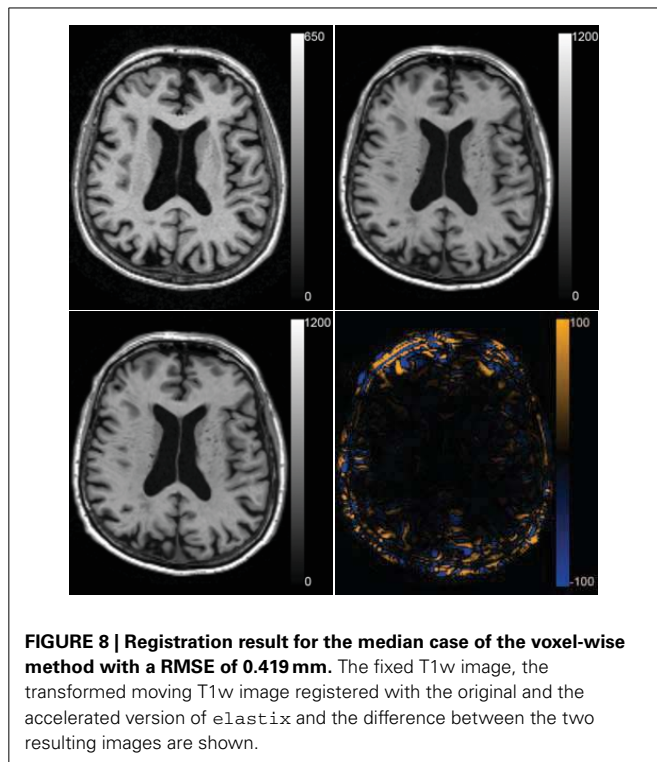 650
0
1200
0
1200
0
100
-100
FIGURE 8 | Registration result for the median case of the voxel-wise
method with a RMSE of 0.419 mm. The fixed T1w image, the
transformed moving T1w image registered with the original and the
accelerated version of elastix and the difference between the two
resulting images are shown.